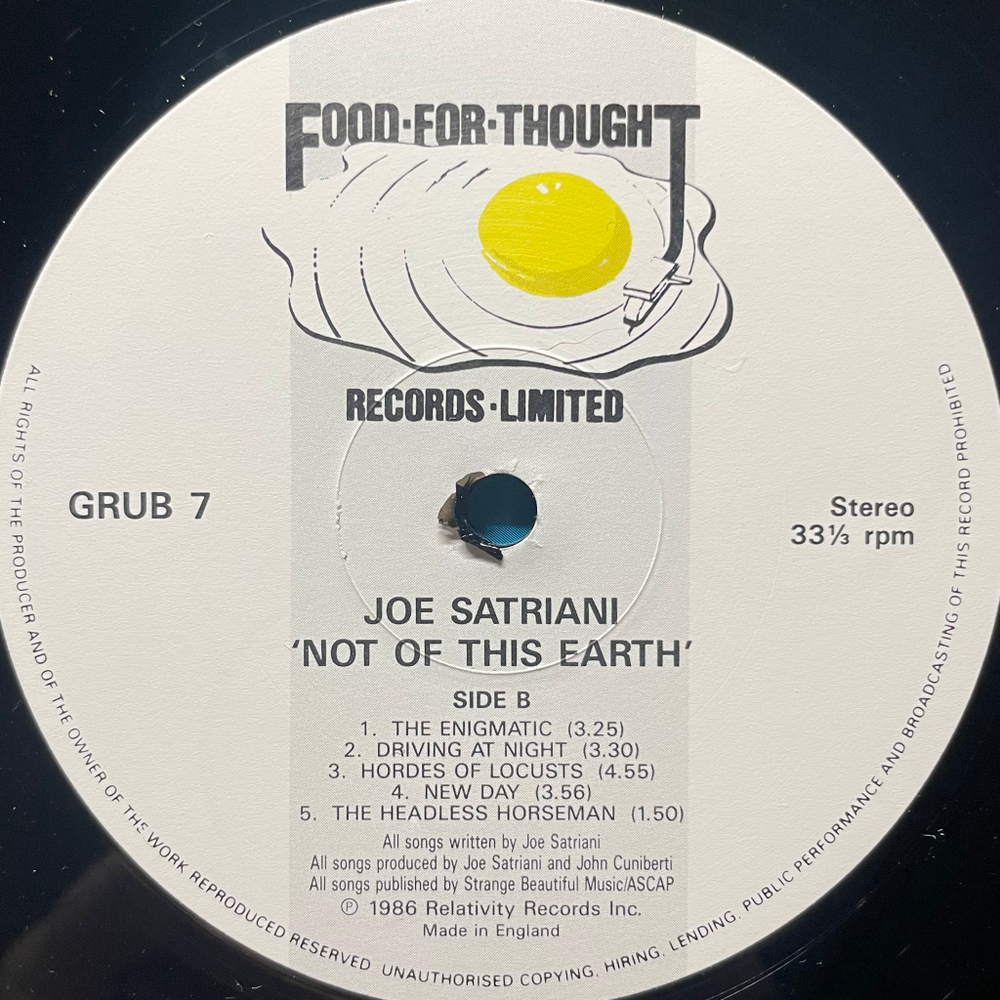 FOOD·FOR·THOUGHT
RECORDS·LIMITED
GRUB 7
Stereo
33⅓ rpm
JOE SATRIANI
'NOT OF THIS EARTH'
SIDE B
1. THE ENIGMATIC (3.25)
2. DRIVING AT NIGHT (3.30)
3. HORDES OF LOCUSTS (4.55)
4. NEW DAY (3.56)
5. THE HEADLESS HORSEMAN (1.50)
All songs written by Joe Satriani
All songs produced by Joe Satriani and John Cuniberti
All songs published by Strange Beautiful Music/ASCAP
℗ 1986 Relativity Records Inc.
Made in England
ALL RIGHTS OF THE PRODUCER AND OF THE OWNER OF THE WORK REPRODUCED RESERVED UNAUTHORISED COPYING, HIRING, LENDING, PUBLIC PERFORMANCE AND BROADCASTING OF THIS RECORD PROHIBITED